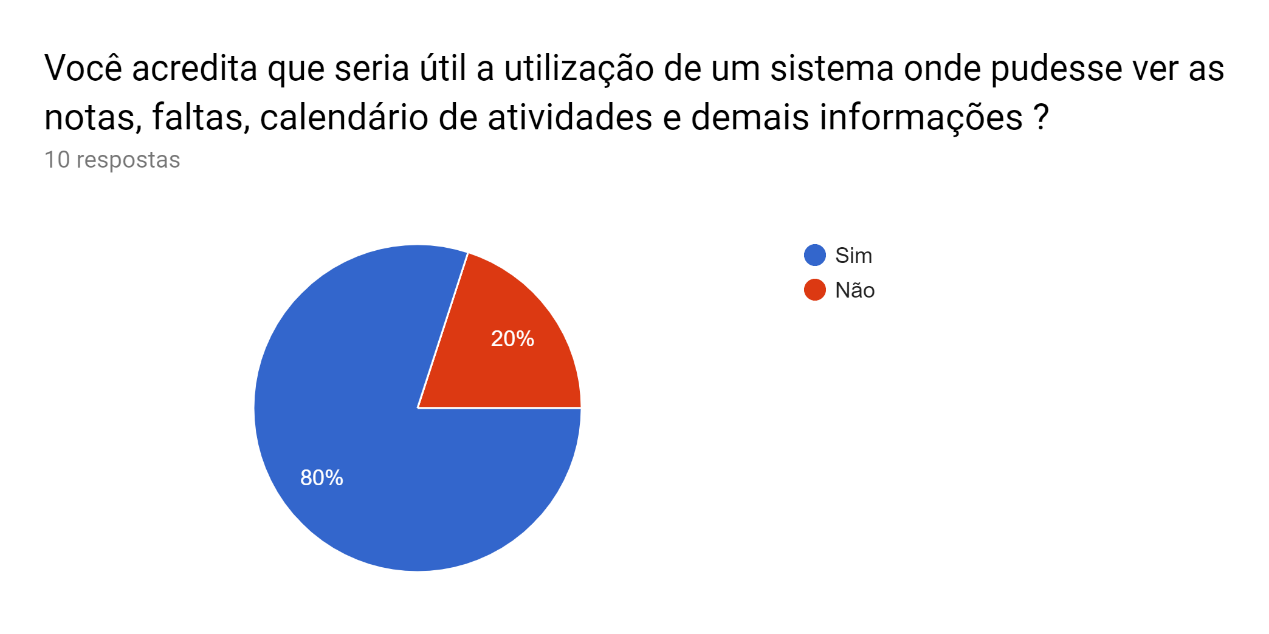 Você acredita que seria útil a utilização de um sistema onde pudesse ver as
notas, faltas, calendário de atividades e demais informações ?
10 respostas
Sim
Não
20%
80%